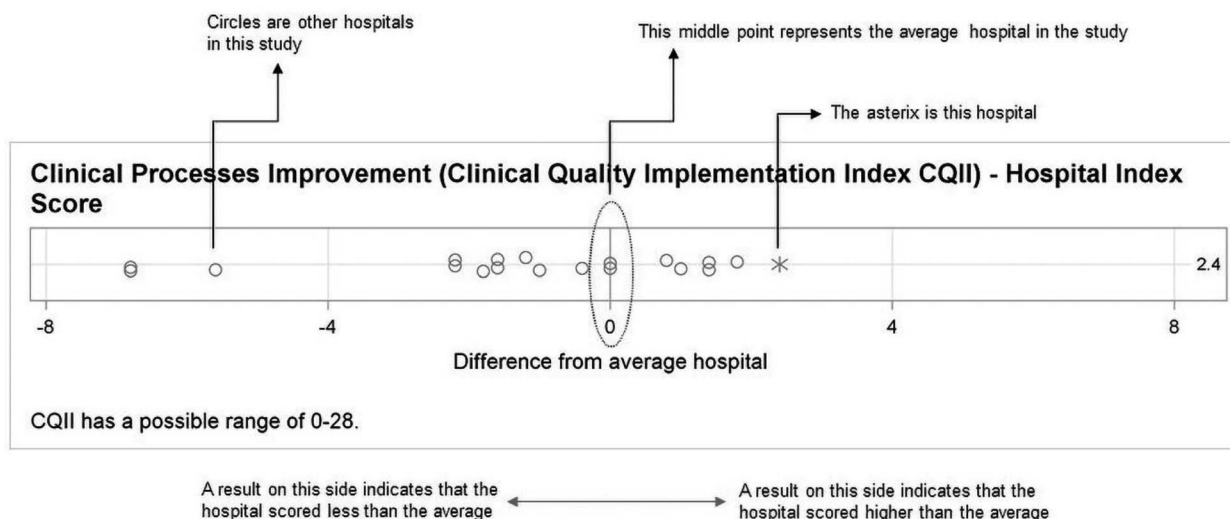 Circles are other hospitals
in this study
This middle point represents the average hospital in the study
The asterix is this hospital
Clinical Processes Improvement (Clinical Quality Implementation Index CQII) - Hospital Index
Score
2.4
-8 -4 0 4 8
Difference from average hospital
CQII has a possible range of 0-28.
A result on this side indicates that the
hospital scored less than the average
A result on this side indicates that the
hospital scored higher than the average